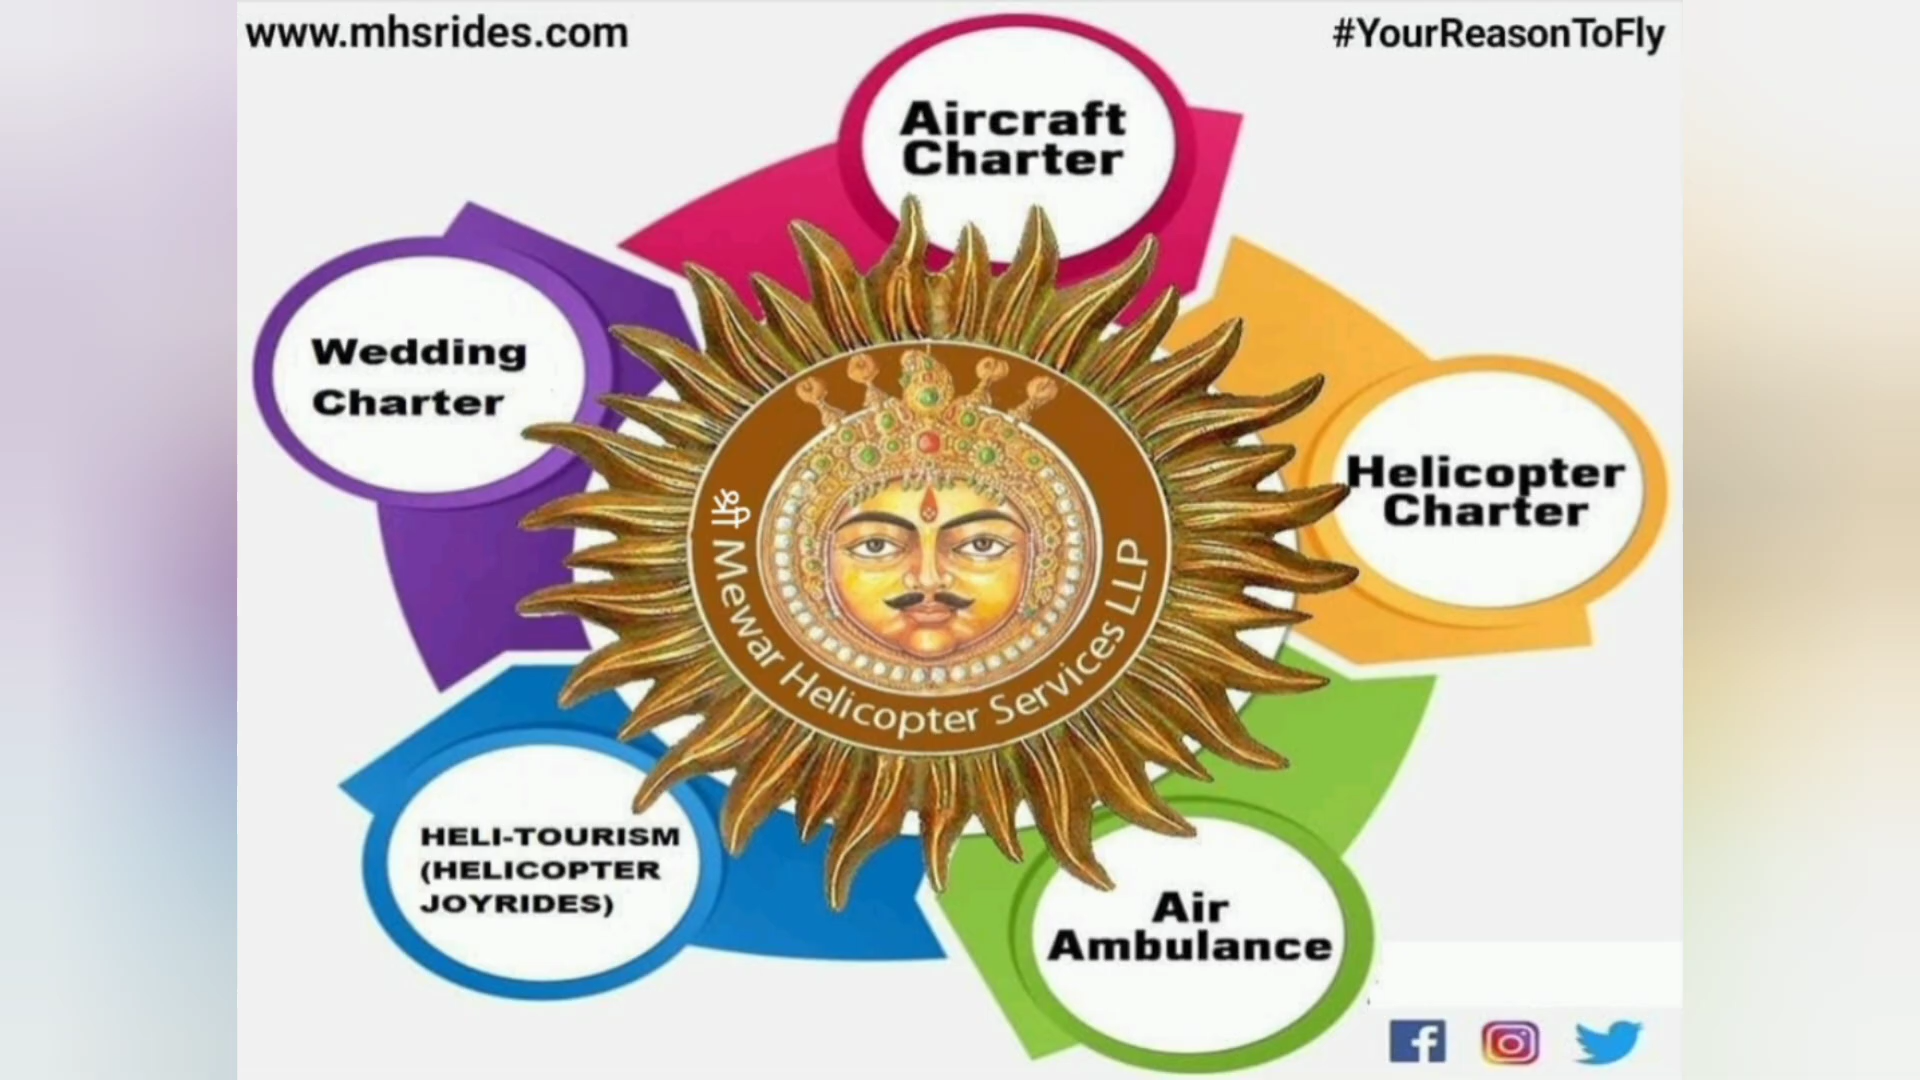 www.mhsrides.com
#YourReasonToFly
Aircraft
Charter
Wedding
Charter
Helicopter
Charter
श्री Mewar Helicopter Services LLP
HELI-TOURISM
(HELICOPTER
JOYRIDES)
Air
Ambulance